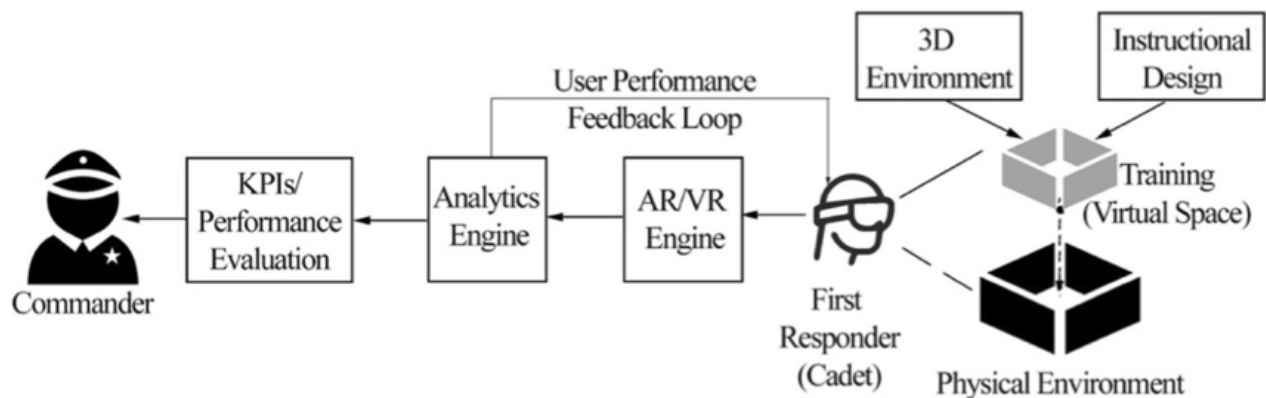 Commander
KPIs/
Performance
Evaluation
Analytics
Engine
User Performance
Feedback Loop
AR/VR
Engine
First
Responder
(Cadet)
3D
Environment
Instructional
Design
Training
(Virtual Space)
Physical Environment